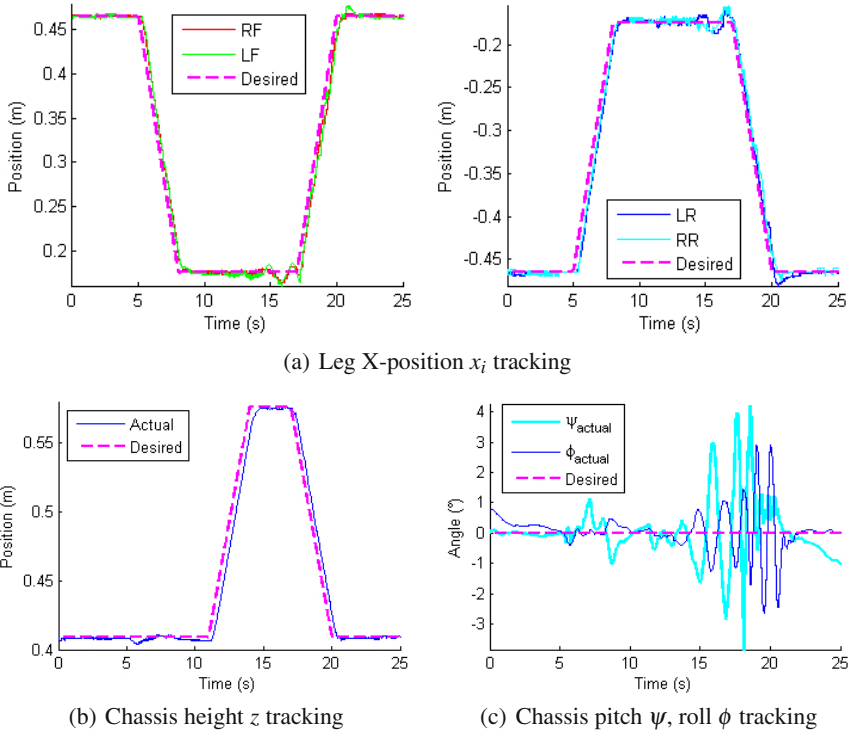 0.45
0.4
0.35
0.3
0.25
0.2
Position (m)
RF
LF
Desired
0 5 10 15 20 25
Time (s)
-0.2
-0.25
-0.3
-0.35
-0.4
-0.45
Position (m)
LR
RR
Desired
0 5 10 15 20 25
Time (s)
(a) Leg X-position x_i tracking
0.55
0.5
0.45
0.4
Position (m)
Actual
Desired
0 5 10 15 20 25
Time (s)
(b) Chassis height z tracking
4
3
2
1
0
-1
-2
-3
Angle (º)
Ψactual
ϕactual
Desired
0 5 10 15 20 25
Time (s)
(c) Chassis pitch ψ, roll ϕ tracking